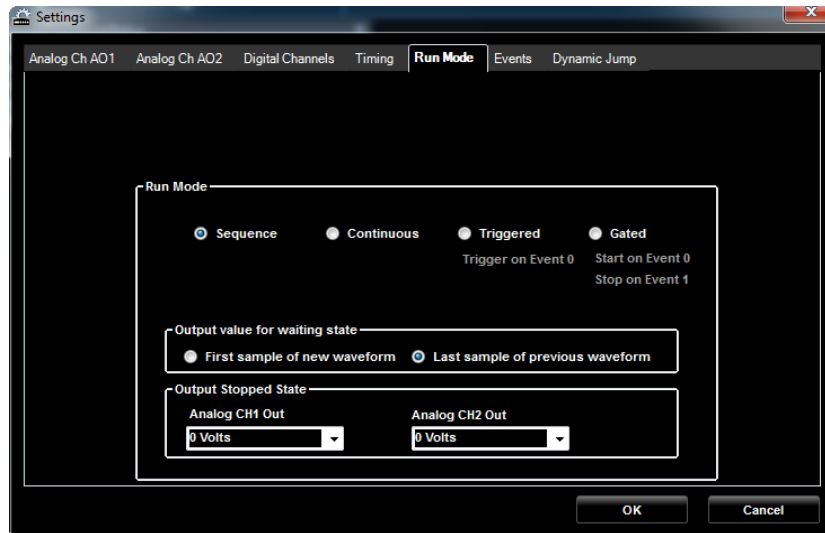 Settings
Analog Ch AO1 Analog Ch AO2 Digital Channels Timing Run Mode Events Dynamic Jump
Run Mode
Sequence Continuous Triggered Gated
Trigger on Event 0 Start on Event 0
Stop on Event 1
Output value for waiting state
First sample of new waveform Last sample of previous waveform
Output Stopped State
Analog CH1 Out Analog CH2 Out
0 Volts 0 Volts
OK Cancel